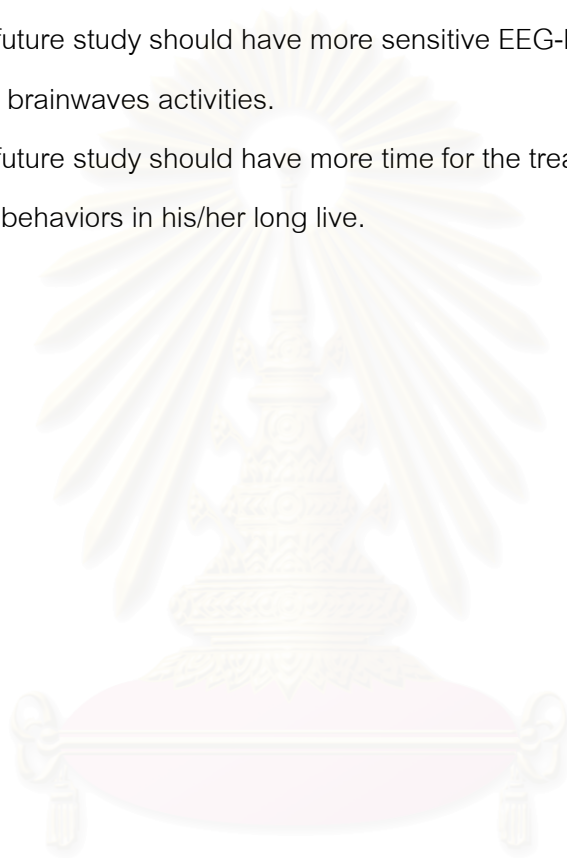 future study should have more sensitive EEG-
brainwaves activities.
future study should have more time for the
behaviors in his/her long live.